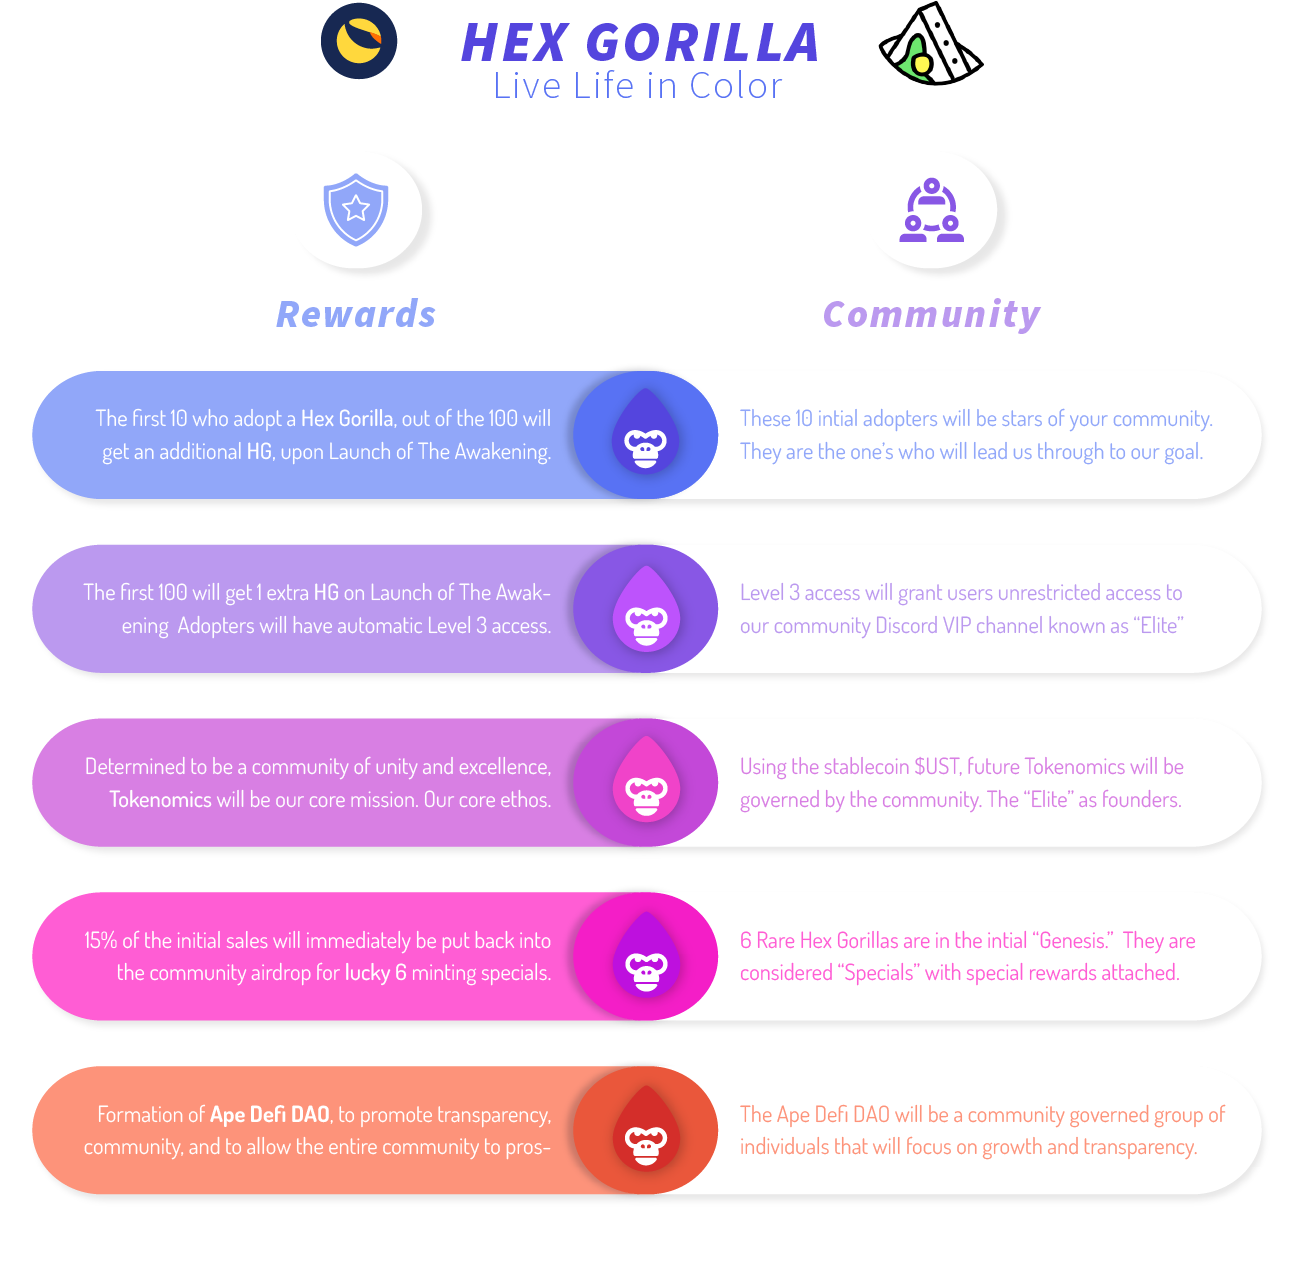 HEX GORILLA
Live Life in Color
Rewards
Community
The first 10 who adopt a Hex Gorilla, out of the 100 will
get an additional HG, upon Launch of The Awakening.
These 10 intial adopters will be stars of your community.
They are the one's who will lead us through to our goal.
The first 100 will get 1 extra HG on Launch of The Awak-
ening  Adopters will have automatic Level 3 access.
Level 3 access will grant users unrestricted access to
our community Discord VIP channel known as “Elite”
Determined to be a community of unity and excellence,
Tokenomics will be our core mission. Our core ethos.
Using the stablecoin $UST, future Tokenomics will be
governed by the community. The “Elite” as founders.
15% of the initial sales will immediately be put back into
the community airdrop for lucky 6 minting specials.
6 Rare Hex Gorillas are in the intial “Genesis.”  They are
considered “Specials” with special rewards attached.
Formation of Ape Defi DAO, to promote transparency,
community, and to allow the entire community to pros-
The Ape Defi DAO will be a community governed group of
individuals that will focus on growth and transparency.